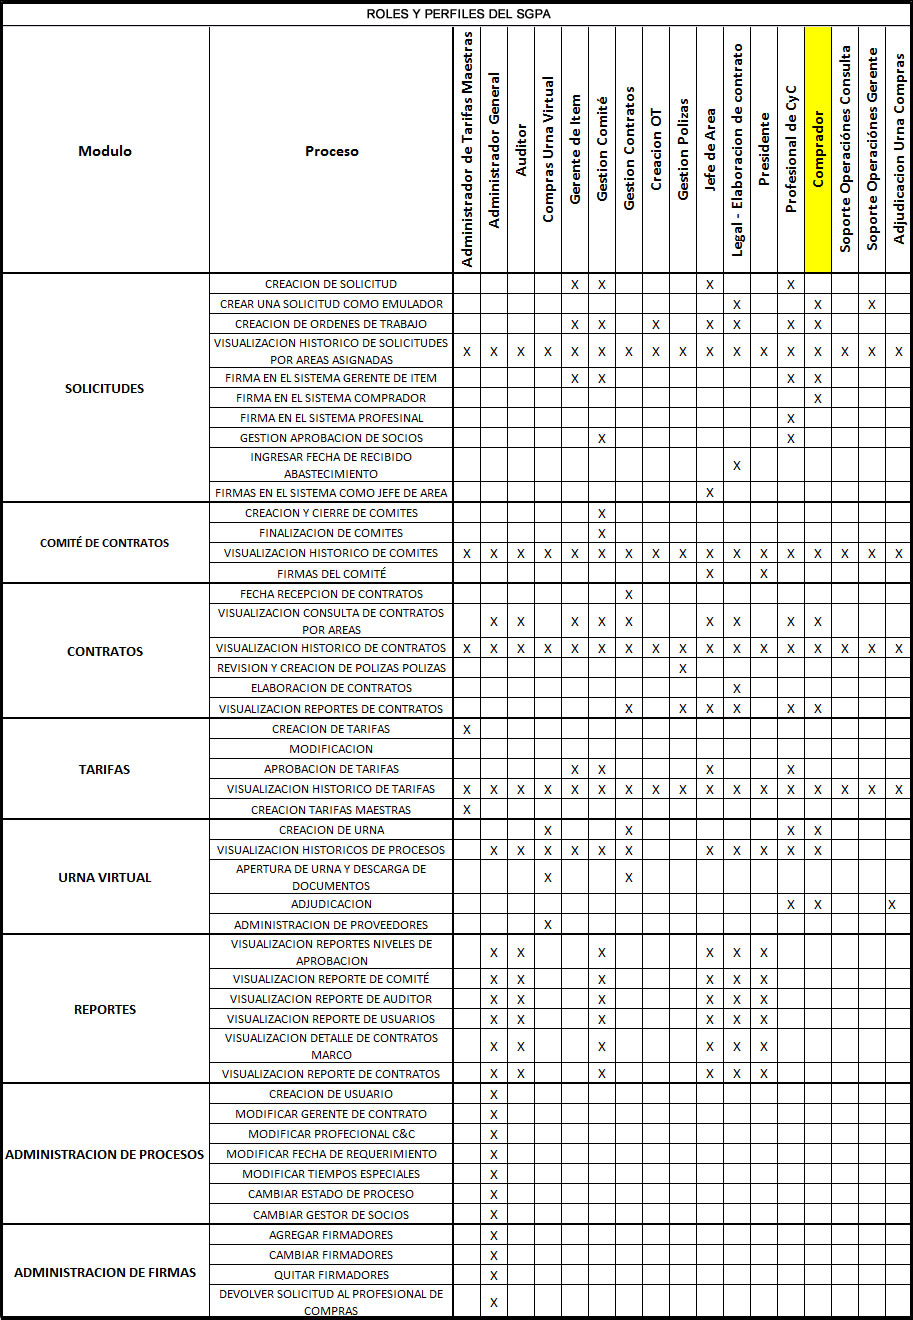 ROLES Y PERFILES DEL SGPA
Modulo
Proceso
Administrador de Tarifas Maestras
Administrador General
Auditor
Compras Urna Virtual
Gerente de Item
Gestion Comité
Gestion Contratos
Creacion OT
Gestion Polizas
Jefe de Area
Legal - Elaboracion de contrato
Presidente
Profesional de CyC
Comprador
Soporte Operaciónes Consulta
Soporte Operaciónes Gerente
Adjudicacion Urna Compras
SOLICITUDES
CREACION DE SOLICITUD X X X X
CREAR UNA SOLICITUD COMO EMULADOR X X X
CREACION DE ORDENES DE TRABAJO X X X X X X X
VISUALIZACION HISTORICO DE SOLICITUDES
POR AREAS ASIGNADAS X X X X X X X X X X X X X X X X X
FIRMA EN EL SISTEMA GERENTE DE ITEM X X X X
FIRMA EN EL SISTEMA COMPRADOR X
FIRMA EN EL SISTEMA PROFESINAL X
GESTION APROBACION DE SOCIOS X X
INGRESAR FECHA DE RECIBIDO
ABASTECIMIENTO X
FIRMAS EN EL SISTEMA COMO JEFE DE AREA X
COMITÉ DE CONTRATOS
CREACION Y CIERRE DE COMITES X
FINALIZACION DE COMITES X
VISUALIZACION HISTORICO DE COMITES X X X X X X X X X X X X X X X X X
FIRMAS DEL COMITÉ X X
CONTRATOS
FECHA RECEPCION DE CONTRATOS X
VISUALIZACION CONSULTA DE CONTRATOS
POR AREAS X X X X X X X X X
VISUALIZACION HISTORICO DE CONTRATOS X X X X X X X X X X X X X X X X X
REVISION Y CREACION DE POLIZAS POLIZAS X
ELABORACION DE CONTRATOS X
VISUALIZACION REPORTES DE CONTRATOS X X X X X X
TARIFAS
CREACION DE TARIFAS X
MODIFICACION
APROBACION DE TARIFAS X X X X
VISUALIZACION HISTORICO DE TARIFAS X X X X X X X X X X X X X X X X X
CREACION TARIFAS MAESTRAS X
URNA VIRTUAL
CREACION DE URNA X X X X
VISUALIZACION HISTORICOS DE PROCESOS X X X X X X X X X X X
APERTURA DE URNA Y DESCARGA DE
DOCUMENTOS X X
ADJUDICACION X X X
ADMINISTRACION DE PROVEEDORES X
REPORTES
VISUALIZACION REPORTES NIVELES DE
APROBACION X X X X X X
VISUALIZACION REPORTE DE COMITÉ X X X X X X
VISUALIZACION REPORTE DE AUDITOR X X X X X X
VISUALIZACION REPORTE DE USUARIOS X X X X X X
VISUALIZACION DETALLE DE CONTRATOS
MARCO X X X X X X
VISUALIZACION REPORTE DE CONTRATOS X X X X X X
ADMINISTRACION DE PROCESOS
CREACION DE USUARIO X
MODIFICAR GERENTE DE CONTRATO X
MODIFICAR PROFECIONAL C&C X
MODIFICAR FECHA DE REQUERIMIENTO X
MODIFICAR TIEMPOS ESPECIALES X
CAMBIAR ESTADO DE PROCESO X
CAMBIAR GESTOR DE SOCIOS X
ADMINISTRACION DE FIRMAS
AGREGAR FIRMADORES X
CAMBIAR FIRMADORES X
QUITAR FIRMADORES X
DEVOLVER SOLICITUD AL PROFESIONAL DE
COMPRAS X